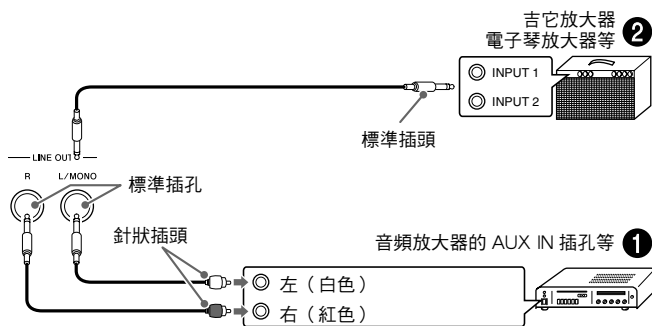 吉它放大器
電子琴放大器等 ❷
INPUT 1
INPUT 2
標準插頭
LINE OUT
R L/MONO
標準插孔
針狀插頭
音頻放大器的 AUX IN 插孔等 ❶
左（白色）
右（紅色）